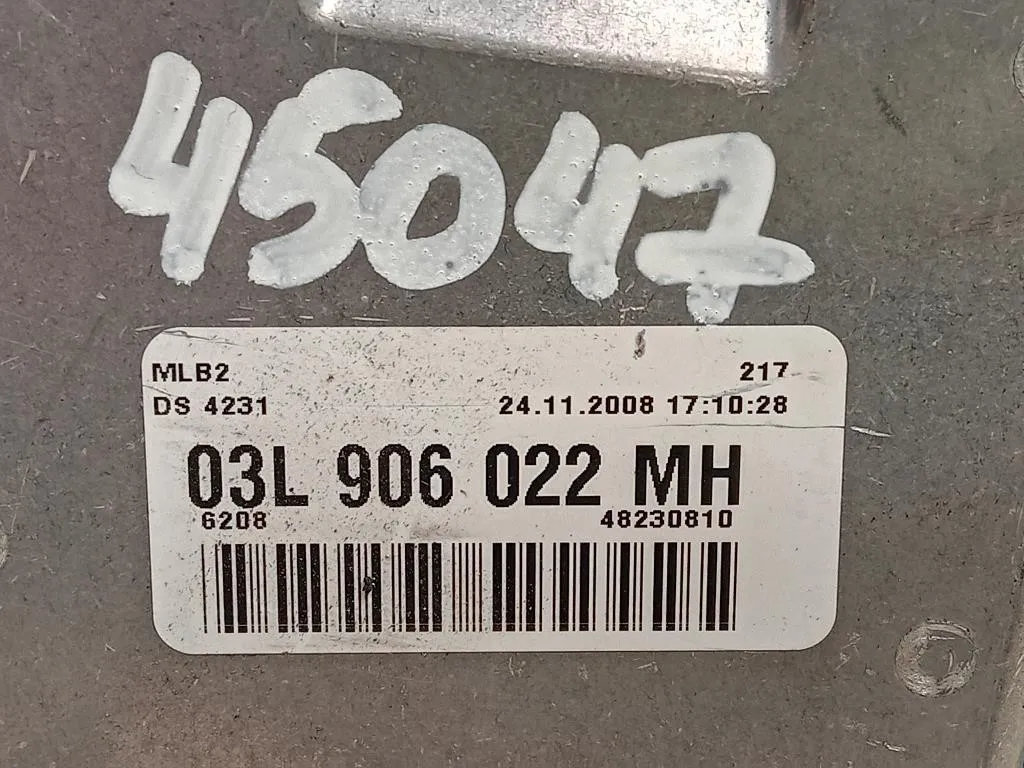 45047
MLB2 217
DS 4231 24.11.2008 17:10:28
03L 906 022 MH
6208 48230810